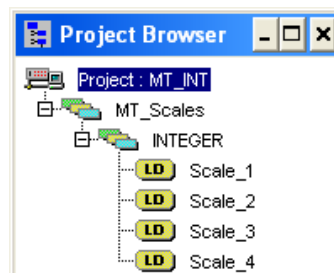 Project Browser
Project : MT_INT
MT_Scales
INTEGER
LD Scale_1
LD Scale_2
LD Scale_3
LD Scale_4